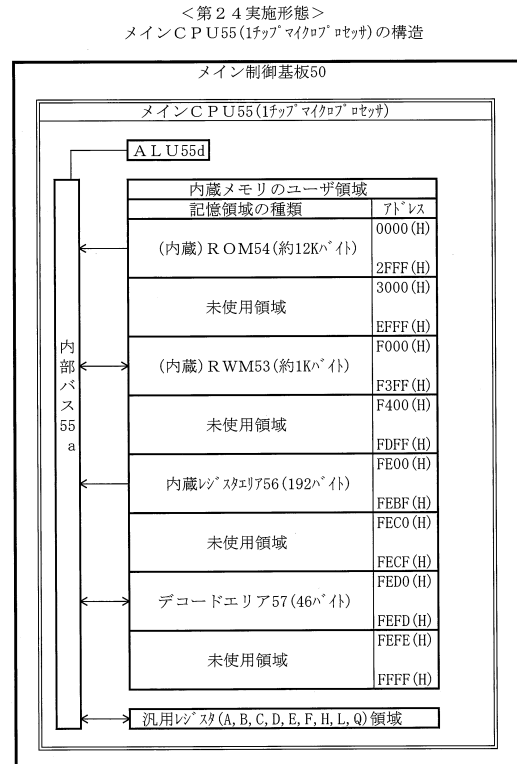 ＜第２４実施形態＞
メインＣＰＵ55(1ﾁｯﾌﾟﾏｲｸﾛﾌﾟﾛｾｯｻ)の構造
メイン制御基板50
メインＣＰＵ55(1ﾁｯﾌﾟﾏｲｸﾛﾌﾟﾛｾｯｻ)
ＡＬＵ55d
内蔵メモリのユーザ領域
記憶領域の種類 ｱﾄﾞﾚｽ
0000(H)
(内蔵)ＲＯＭ54(約12Kﾊﾞｲﾄ)
2FFF(H)
3000(H)
未使用領域
EFFF(H)
F000(H)
(内蔵)ＲＷＭ53(約1Kﾊﾞｲﾄ)
F3FF(H)
F400(H)
未使用領域
FDFF(H)
FE00(H)
内蔵ﾚｼﾞｽﾀｴﾘｱ56(192ﾊﾞｲﾄ)
FEBF(H)
FEC0(H)
未使用領域
FECF(H)
FED0(H)
デコードエリア57(46ﾊﾞｲﾄ)
FEFD(H)
FEFE(H)
未使用領域
FFFF(H)
内部バス55a
汎用ﾚｼﾞｽﾀ(A,B,C,D,E,F,H,L,Q)領域